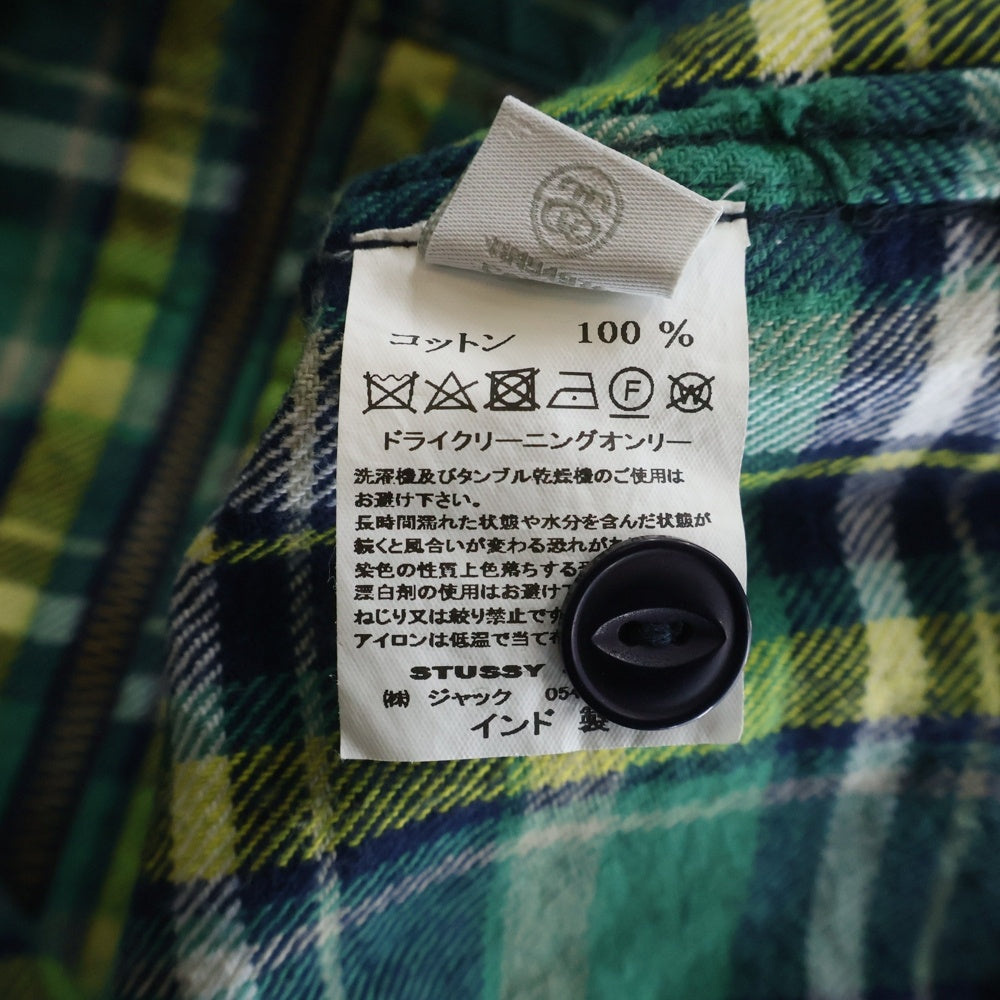 コットン 100 %
F W
ドライクリーニングオンリー
洗濯機及びタンブル乾燥機のご使用は
お避け下さい。
長時間濡れた状態や水分を含んだ状態が
続くと風合いが変わる恐れが
染色の性質上色落ちする
漂白剤の使用はお避け
ねじり又は絞り禁止です
アイロンは低温で当て
STUSSY
㈱ ジャック 054
インド 製